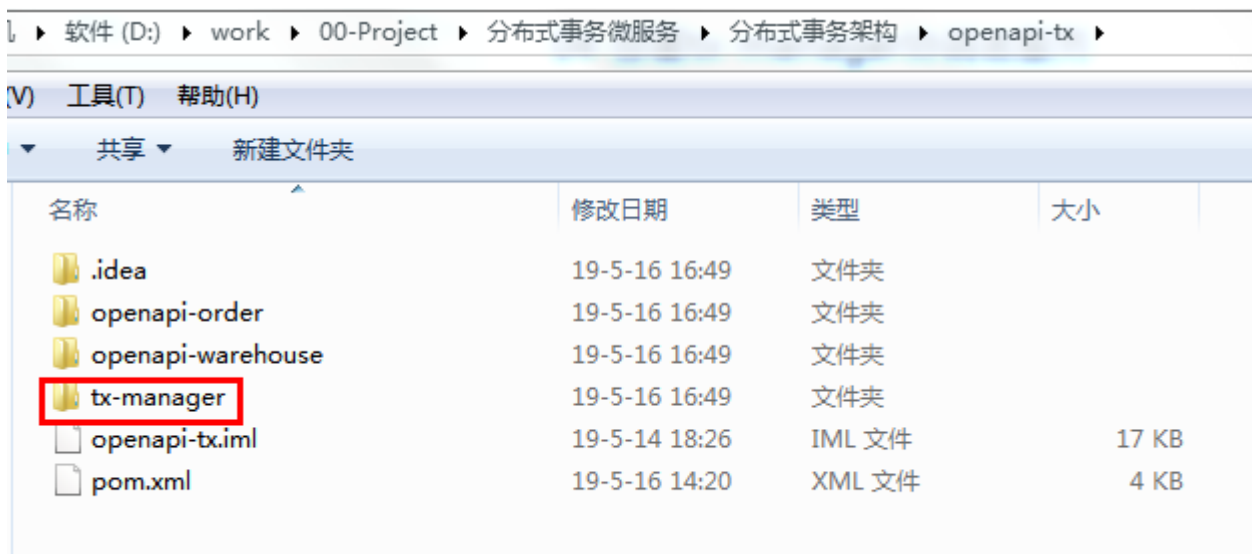 软件 (D:) work 00-Project 分布式事务微服务 分布式事务架构 openapi-tx
(V) 工具(T) 帮助(H)
共享 新建文件夹
名称 修改日期 类型 大小
.idea 19-5-16 16:49 文件夹
openapi-order 19-5-16 16:49 文件夹
openapi-warehouse 19-5-16 16:49 文件夹
tx-manager 19-5-16 16:49 文件夹
openapi-tx.iml 19-5-14 18:26 IML 文件 17 KB
pom.xml 19-5-16 14:20 XML 文件 4 KB